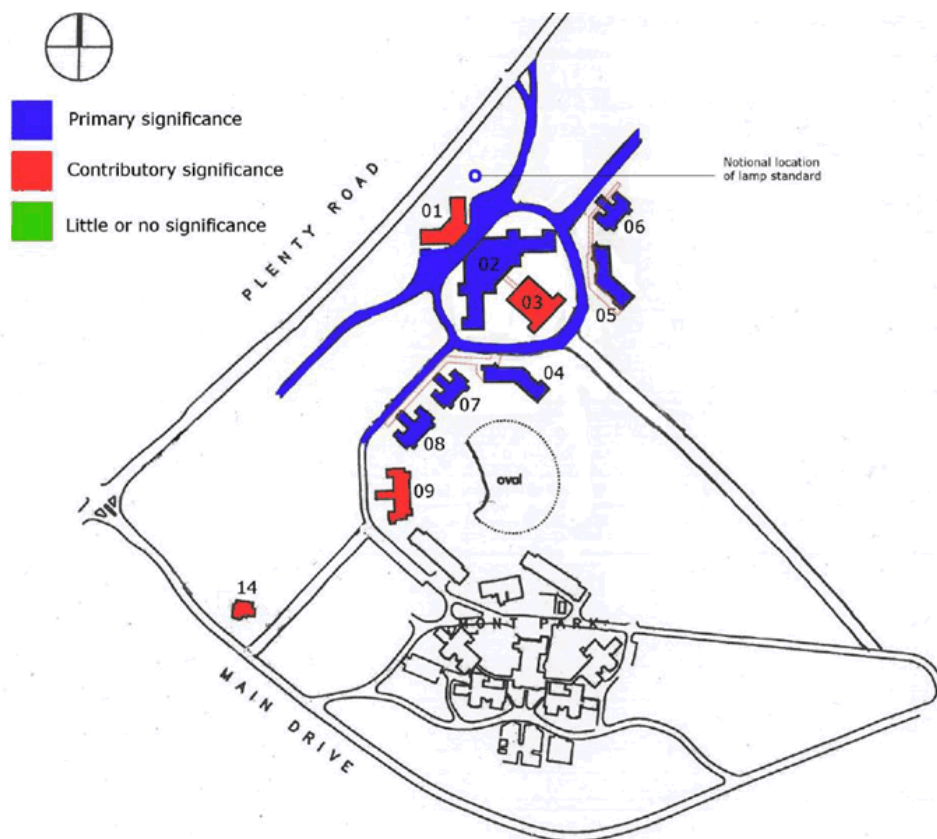 Primary significance
Contributory significance
Little or no significance
PLENTY ROAD
Notional location
of lamp standard
01
06
02
03
05
04
07
08
09
oval
14
MONT PARK
MAIN DRIVE